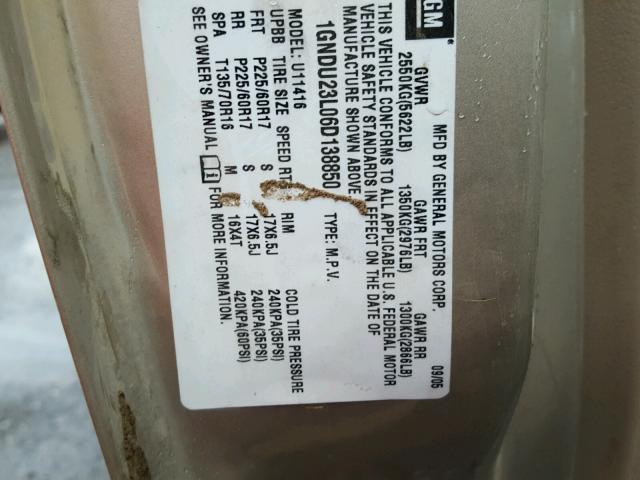 GM
MFD BY GENERAL MOTORS CORP. 09/05
GVWR GAWR FRT GAWR RR
2550KG(5622LB) 1350KG(2976LB) 1300KG(2866LB)
THIS VEHICLE CONFORMS TO ALL APPLICABLE U.S. FEDERAL MOTOR
VEHICLE SAFETY STANDARDS IN EFFECT ON THE DATE OF
MANUFACTURE SHOWN ABOVE.
1GNDU23L06D138850 TYPE: M.P.V.
MODEL: U11416
UPBB TIRE SIZE SPEED RT RIM COLD TIRE PRESSURE
FRT P225/60R17 S 17X6.5J 240KPA(35PSI)
RR P225/60R17 S 17X6.5J 240KPA(35PSI)
SPA T135/70R16 M 16X4T 420KPA(60PSI)
SEE OWNER'S MANUAL FOR MORE INFORMATION.